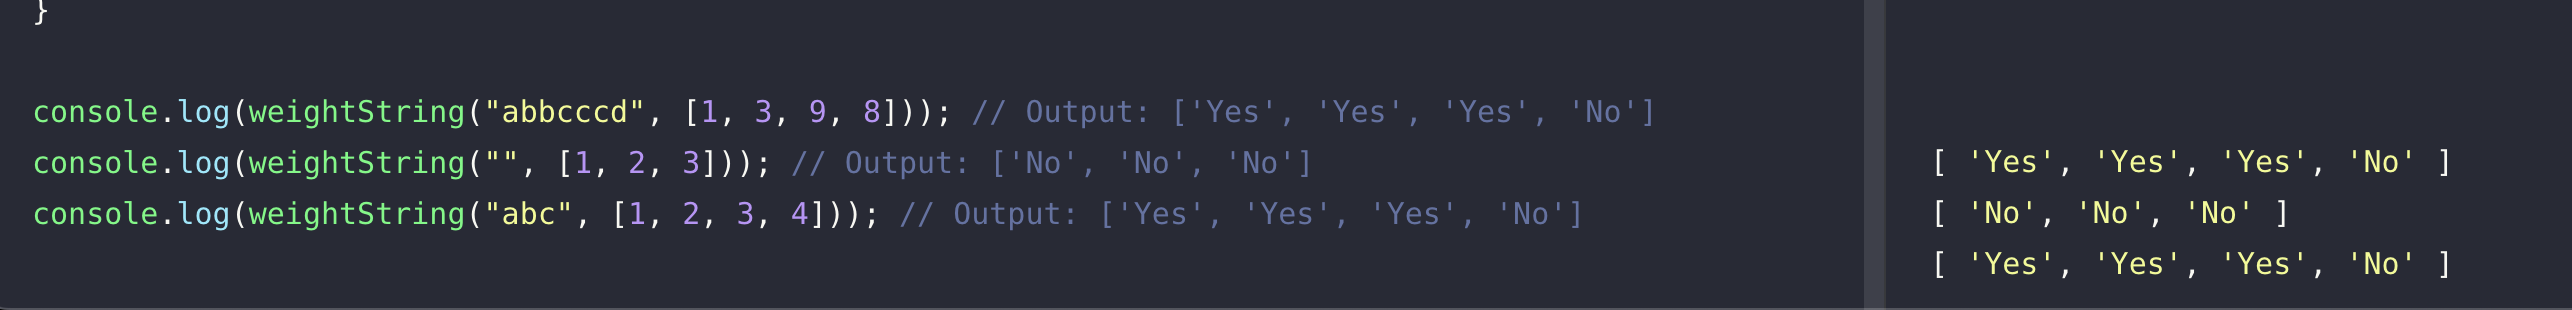 }
console.log(weightString("abbcccd", [1, 3, 9, 8])); // Output: ['Yes', 'Yes', 'Yes', 'No']
console.log(weightString("", [1, 2, 3])); // Output: ['No', 'No', 'No']
console.log(weightString("abc", [1, 2, 3, 4])); // Output: ['Yes', 'Yes', 'Yes', 'No']
[ 'Yes', 'Yes', 'Yes', 'No' ]
[ 'No', 'No', 'No' ]
[ 'Yes', 'Yes', 'Yes', 'No' ]